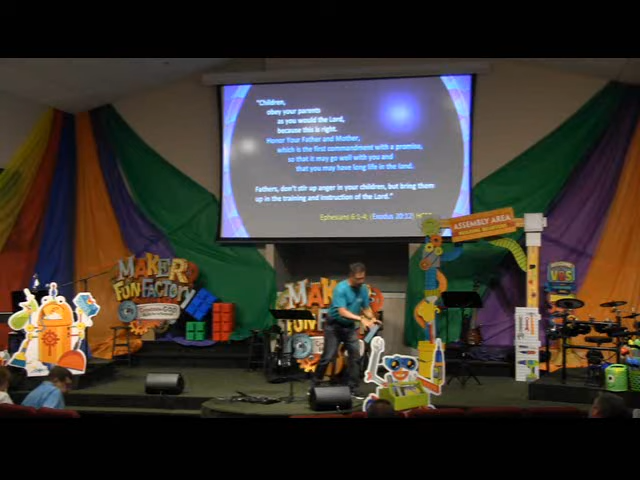 "Children,
obey your parents
as you would the Lord,
because this is right.
Honor Your Father and Mother,
which is the first commandment with a promise,
so that it may go well with you and
that you may have long life in the land.
Fathers, don't stir up anger in your children, but bring them
up in the training and instruction of the Lord."
Ephesians 6:1-4; (Exodus 20:12)
ASSEMBLY AREA
MAKER
FUN FACTORY
MAKER
VBS